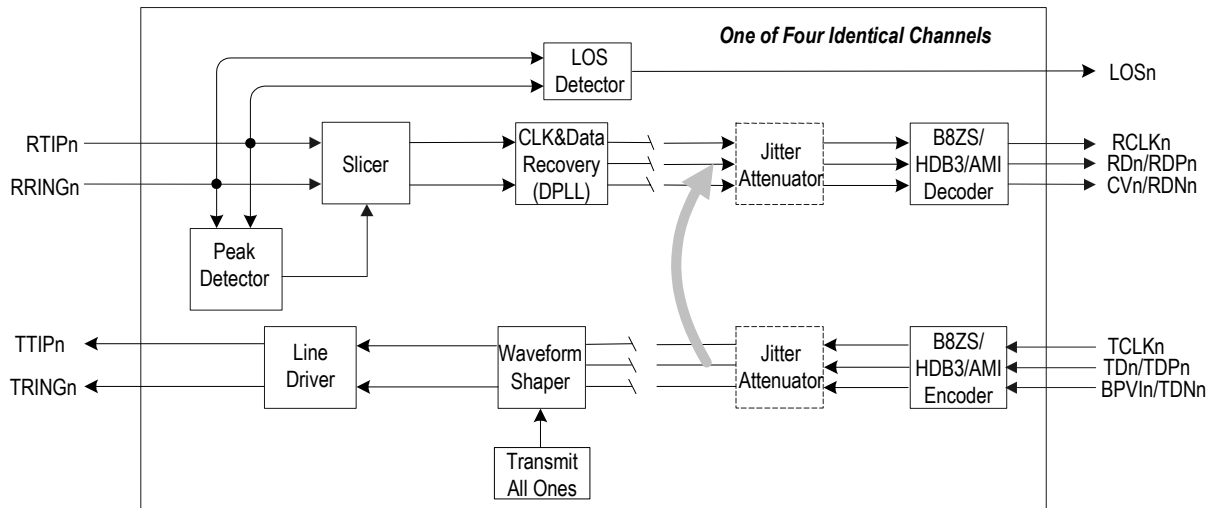 One of Four Identical Channels
LOS
Detector
LOSn
RTIPn
RRINGn
Slicer
CLK&Data
Recovery
(DPLL)
Jitter
Attenuator
B8ZS/
HDB3/AMI
Decoder
RCLKn
RDn/RDPn
CVn/RDNn
Peak
Detector
TTIPn
TRINGn
Line
Driver
Waveform
Shaper
Jitter
Attenuator
B8ZS/
HDB3/AMI
Encoder
TCLKn
TDn/TDPn
BPVIn/TDNn
Transmit
All Ones